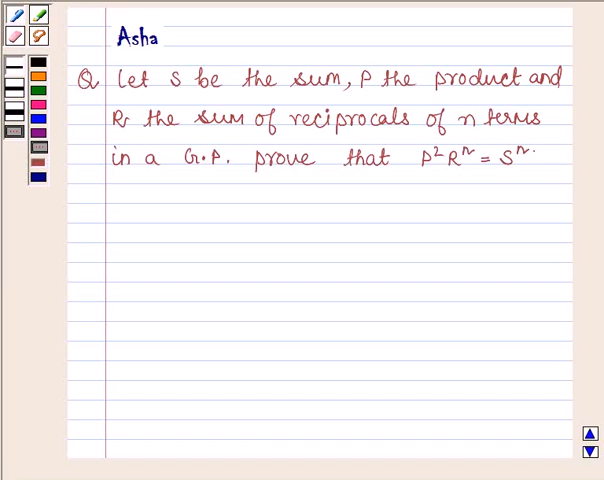 Asha
Q Let S be the sum, P the product and
R the sum of reciprocals of n terms
in a G.P. prove that P²Rⁿ = Sⁿ.